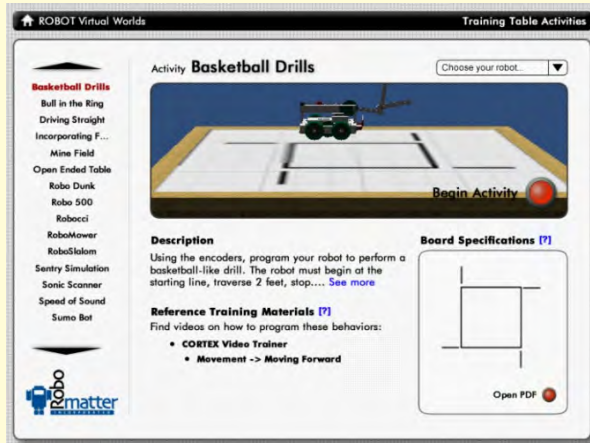 ROBOT Virtual Worlds
Training Table Activities
Basketball Drills
Bull in the Ring
Driving Straight
Incorporating F...
Mine Field
Open Ended Table
Robo Dunk
Robo 500
Robocci
RoboMower
RoboSlalom
Sentry Simulation
Sonic Scanner
Speed of Sound
Sumo Bot
Robomatter
INCORPORATED
Activity Basketball Drills
Choose your robot...
Begin Activity
Description
Using the encoders, program your robot to perform a
basketball-like drill. The robot must begin at the
starting line, traverse 2 feet, stop.... See more
Reference Training Materials [?]
Find videos on how to program these behaviors:
• CORTEX Video Trainer
• Movement -> Moving Forward
Board Specifications [?]
Open PDF